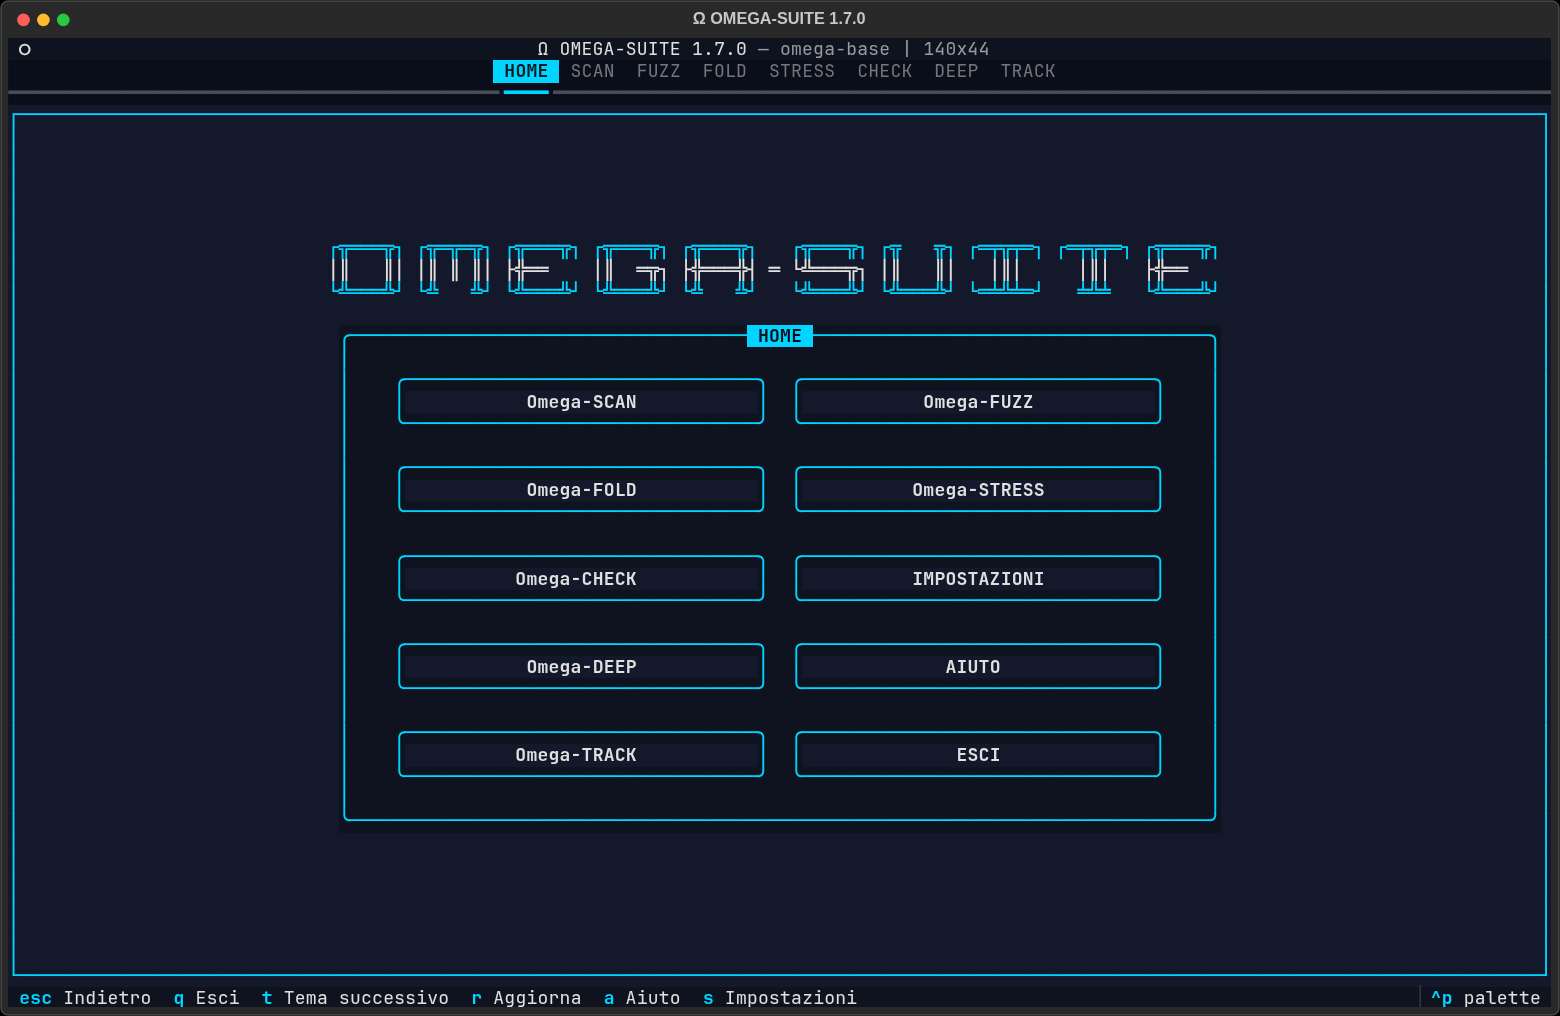 Ω OMEGA-SUITE 1.7.0
Ω OMEGA-SUITE 1.7.0 — omega-base | 140x44
HOME SCAN FUZZ FOLD STRESS CHECK DEEP TRACK
OMEGA-SUITE
HOME
Omega-SCAN Omega-FUZZ
Omega-FOLD Omega-STRESS
Omega-CHECK IMPOSTAZIONI
Omega-DEEP AIUTO
Omega-TRACK ESCI
esc Indietro q Esci t Tema successivo r Aggiorna a Aiuto s Impostazioni ^p palette